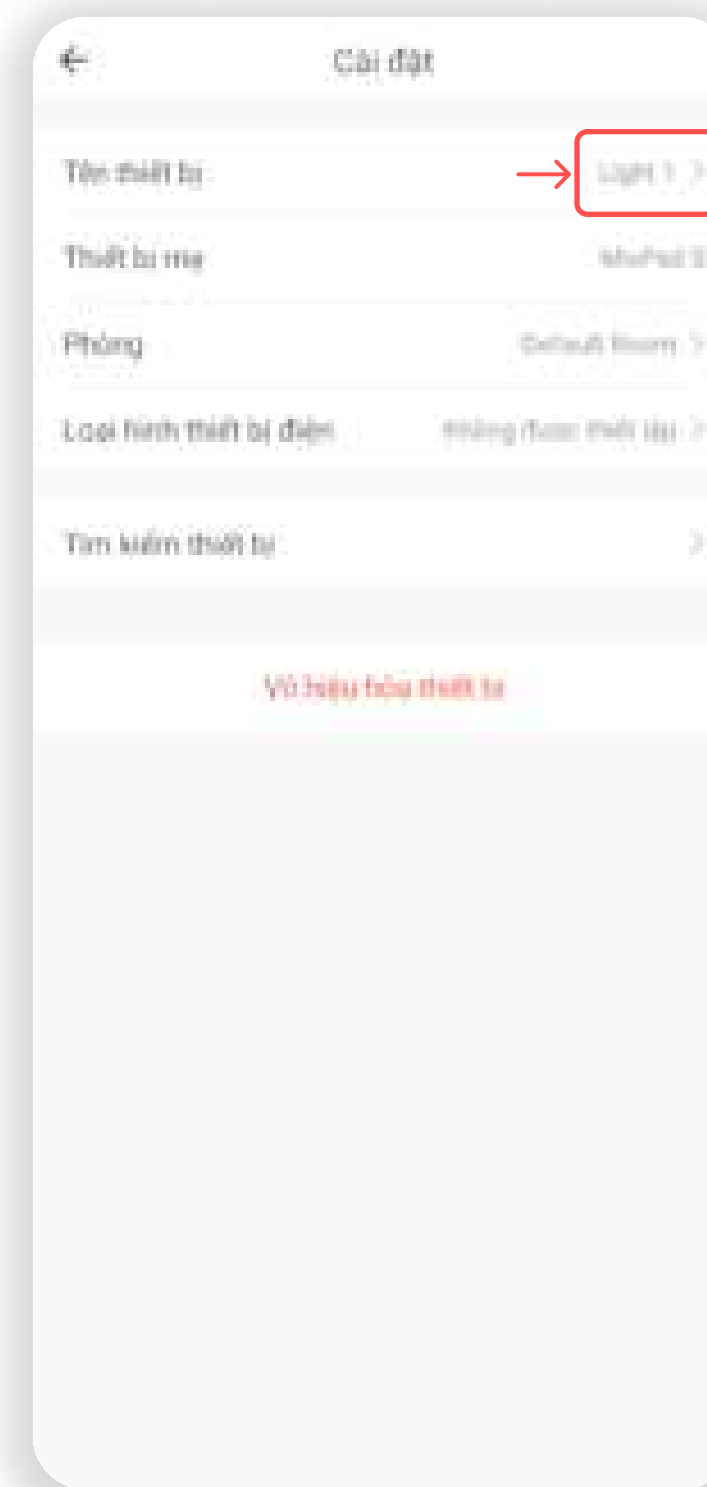 Cài đặt
Tên thiết bị Light 1
Thiết bị mẹ MixPad S
Phòng Default Room
Loại hình thiết bị điện Không được thiết lập
Tìm kiếm thiết bị
Vô hiệu hóa thiết bị